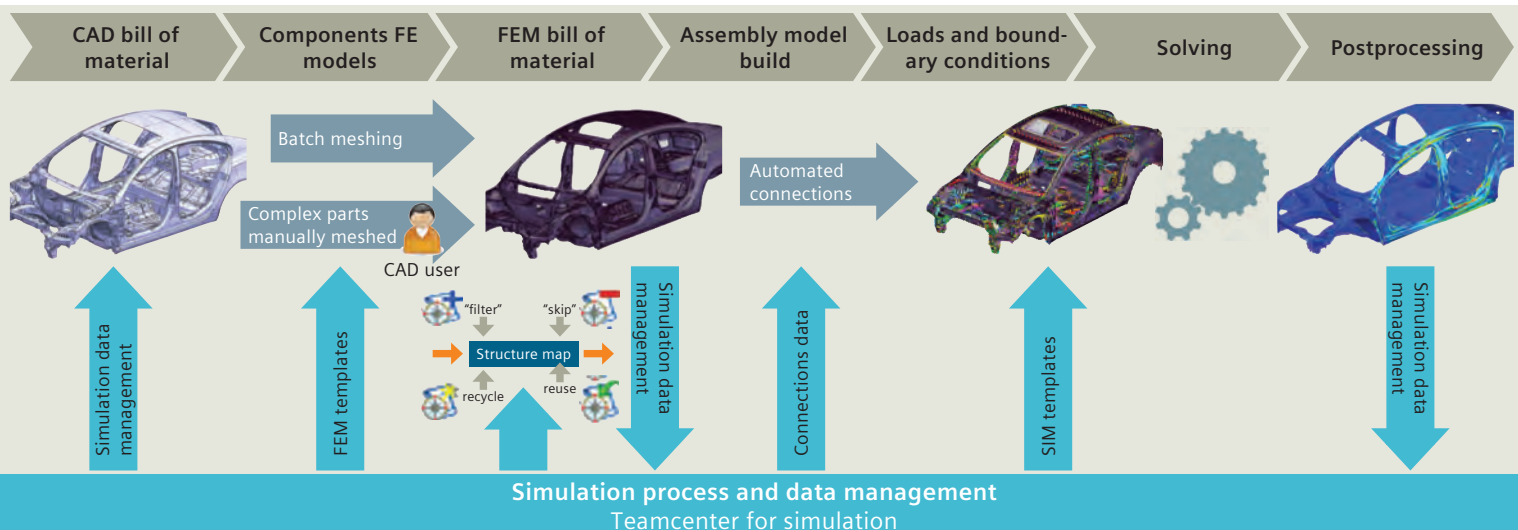 CAD bill of
material
Components FE
models
FEM bill of
material
Assembly model
build
Loads and bound-
ary conditions
Solving
Postprocessing
Batch meshing
Complex parts
manually meshed
CAD user
Automated
connections
Simulation data
management
FEM templates
"filter"
"skip"
Structure map
recycle
reuse
Simulation data
management
Connections data
SIM templates
Simulation data
management
Simulation process and data management
Teamcenter for simulation